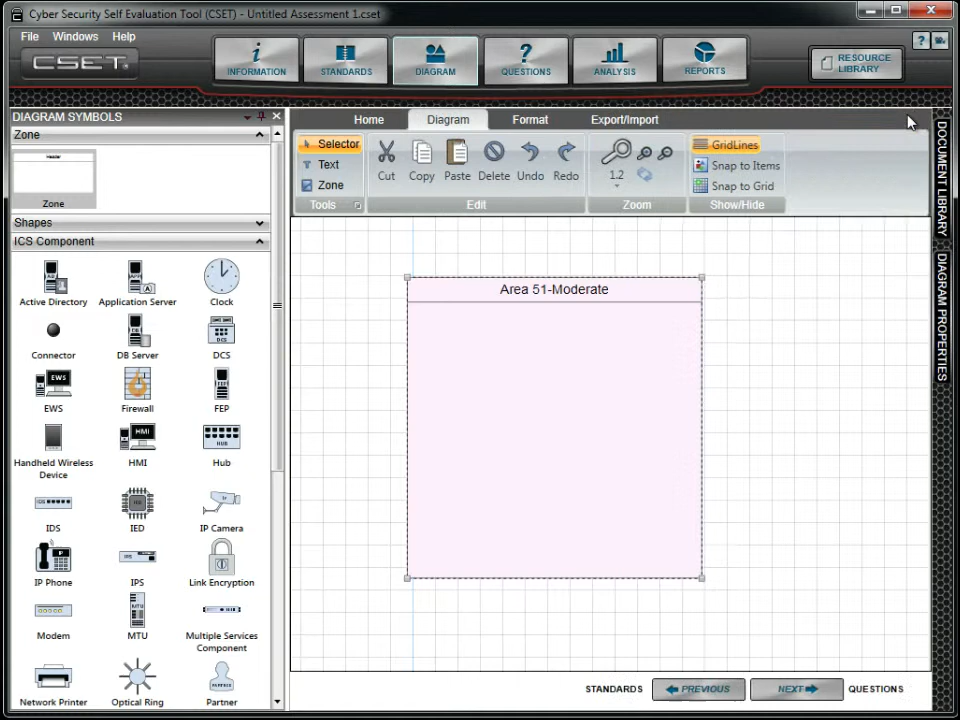 Cyber Security Self Evaluation Tool (CSET) - Untitled Assessment 1.cset
File Windows Help
CSET
INFORMATION STANDARDS DIAGRAM QUESTIONS ANALYSIS REPORTS
RESOURCE
LIBRARY
DIAGRAM SYMBOLS
Zone
Header
Zone
Shapes
ICS Component
Active Directory Application Server Clock
Connector DB Server DCS
EWS Firewall FEP
Handheld Wireless
Device
HMI Hub
IDS IED IP Camera
IP Phone IPS Link Encryption
Modem MTU Multiple Services
Component
Network Printer Optical Ring Partner
Home Diagram Format Export/Import
Selector
Text
Zone
Tools
Cut Copy Paste Delete Undo Redo
Edit
1.2
Zoom
GridLines
Snap to Items
Snap to Grid
Show/Hide
Area 51-Moderate
DOCUMENT LIBRARY
DIAGRAM PROPERTIES
STANDARDS PREVIOUS NEXT QUESTIONS